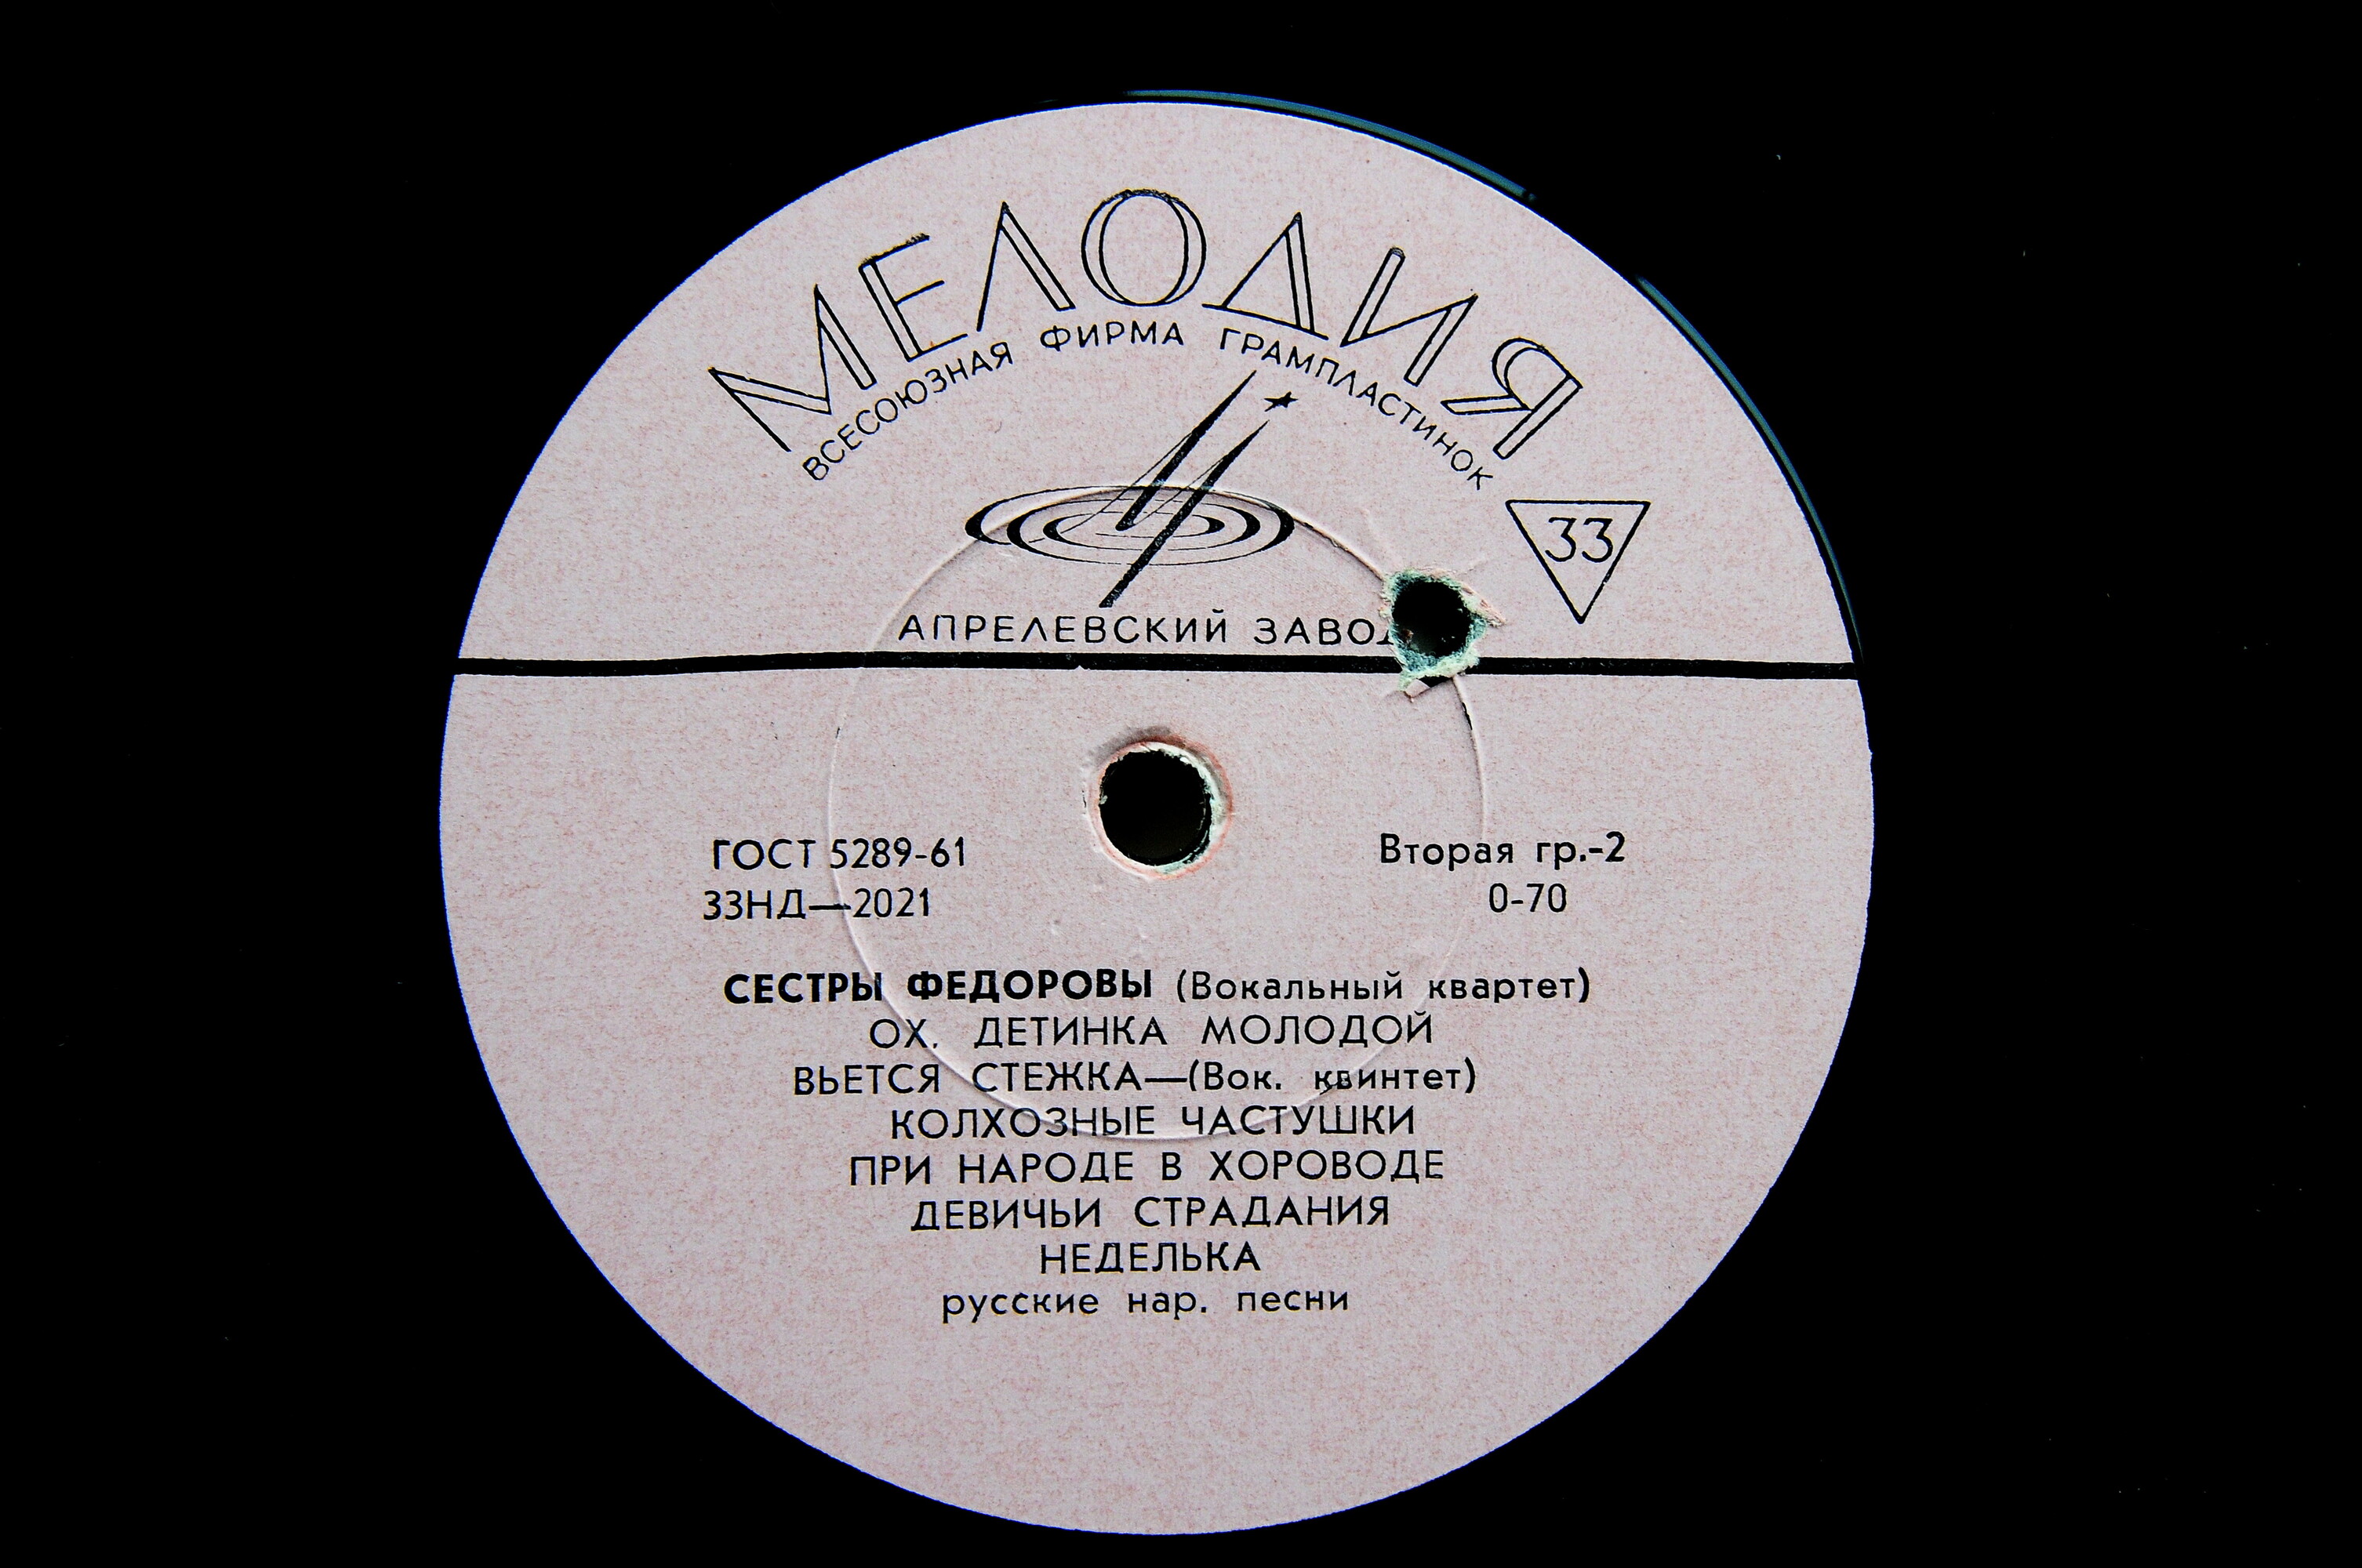 МЕЛОДИЯ
ВСЕСОЮЗНАЯ ФИРМА ГРАМПЛАСТИНОК
33
АПРЕЛЕВСКИЙ ЗАВОД
ГОСТ 5289-61
33НД—2021
Вторая гр.-2
0-70
СЕСТРЫ ФЕДОРОВЫ (Вокальный квартет)
ОХ, ДЕТИНКА МОЛОДОЙ
ВЬЕТСЯ СТЕЖКА—(Вок. квинтет)
КОЛХОЗНЫЕ ЧАСТУШКИ
ПРИ НАРОДЕ В ХОРОВОДЕ
ДЕВИЧЬИ СТРАДАНИЯ
НЕДЕЛЬКА
русские нар. песни